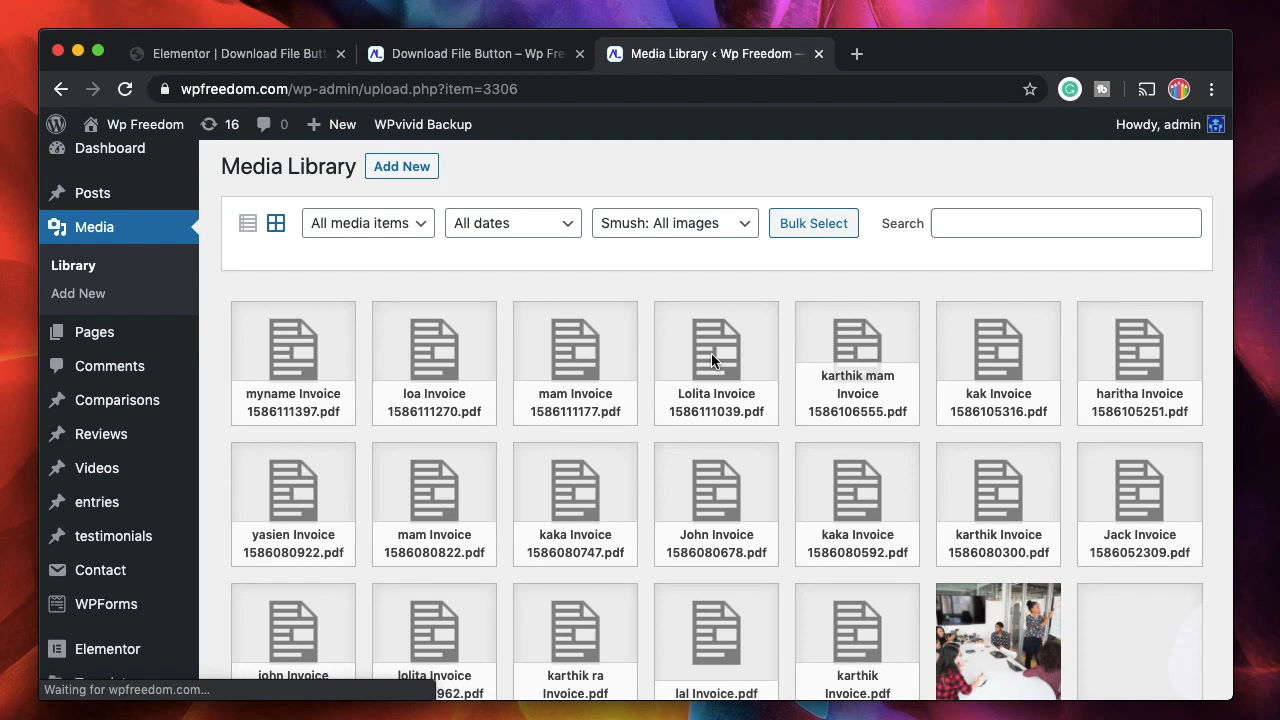 Elementor | Download File Butt
Download File Button – Wp Fre
Media Library ‹ Wp Freedom —
wpfreedom.com/wp-admin/upload.php?item=3306
Wp Freedom
16
0
New
WPvivid Backup
Howdy, admin
Dashboard
Posts
Media
Library
Add New
Pages
Comments
Comparisons
Reviews
Videos
entries
testimonials
Contact
WPForms
Elementor
Waiting for wpfreedom.com...
Media Library
Add New
All media items
All dates
Smush: All images
Bulk Select
Search
myname Invoice
1586111397.pdf
loa Invoice
1586111270.pdf
mam Invoice
1586111177.pdf
Lolita Invoice
1586111039.pdf
karthik mam
Invoice
1586106555.pdf
kak Invoice
1586105316.pdf
haritha Invoice
1586105251.pdf
yasien Invoice
1586080922.pdf
mam Invoice
1586080822.pdf
kaka Invoice
1586080747.pdf
John Invoice
1586080678.pdf
kaka Invoice
1586080592.pdf
karthik Invoice
1586080300.pdf
Jack Invoice
1586052309.pdf
john Invoice
lolita Invoice
962.pdf
karthik ra
Invoice.pdf
lal Invoice.pdf
karthik
Invoice.pdf